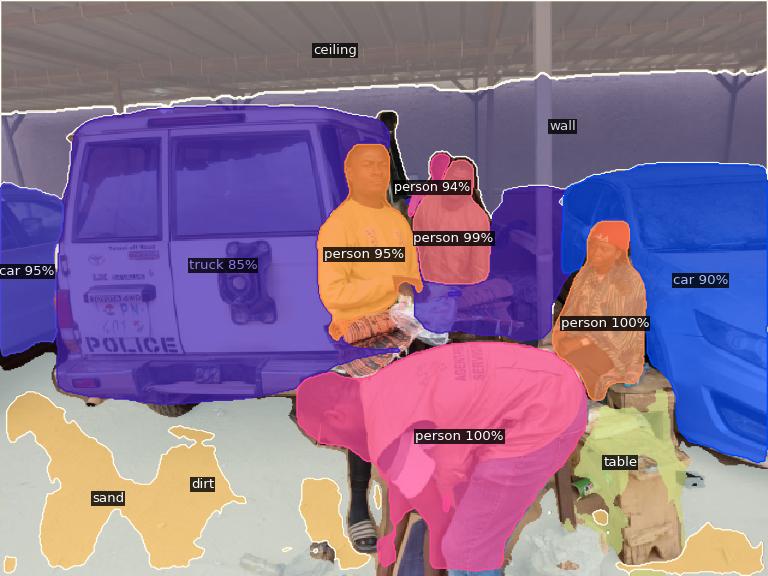 ceiling
wall
person 94%
person 99%
person 95%
car 95%
truck 85%
car 90%
person 100%
POLICE
person 100%
table
dirt
sand